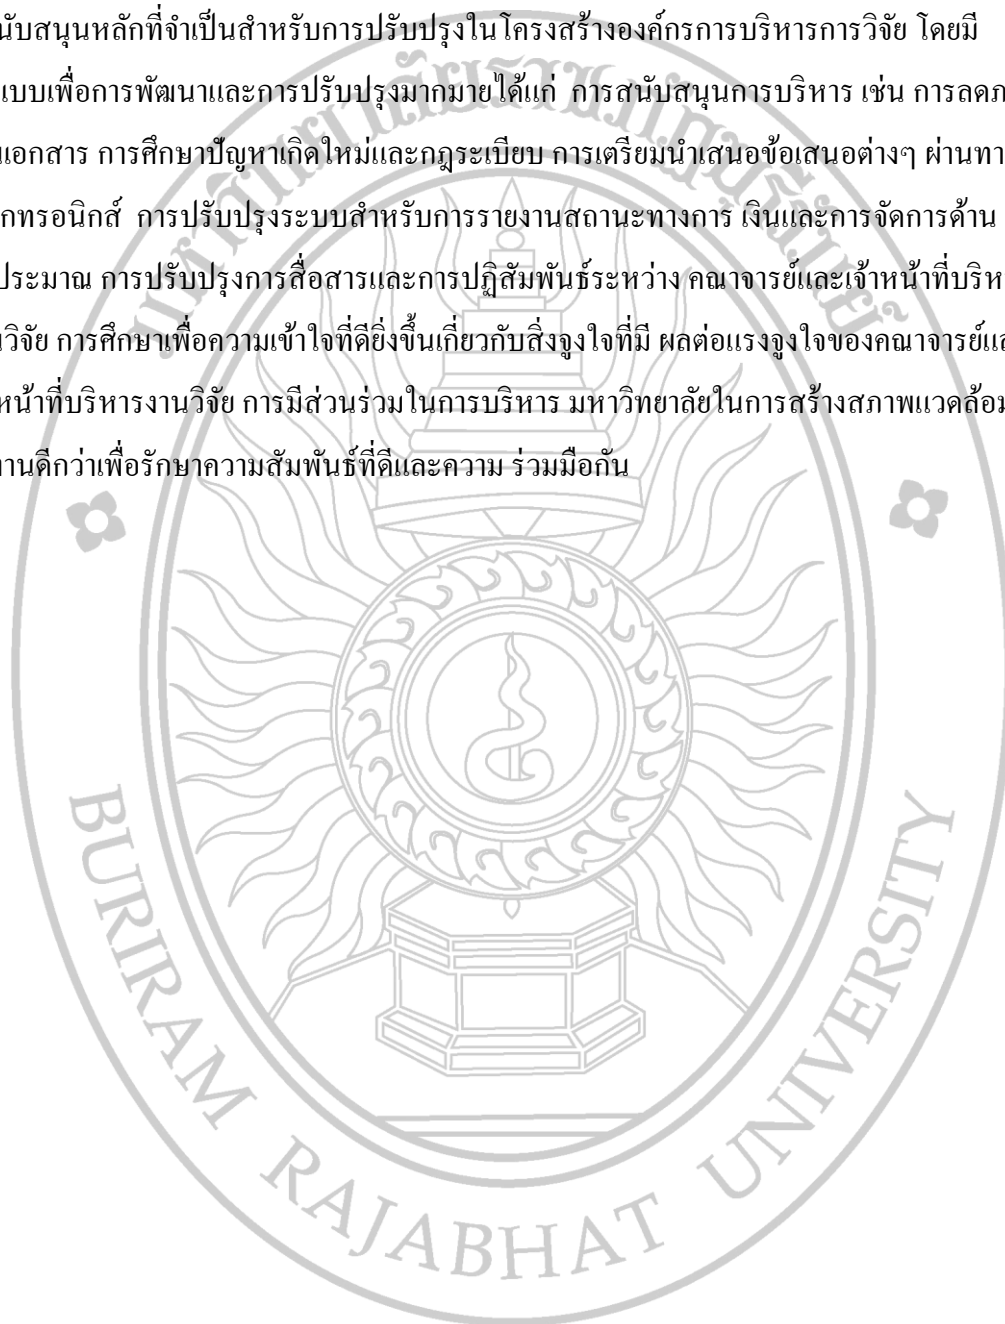 นับสนุนหลักที่จำเป็นสำหรับการปรับปรุงในโครงสร้างองค์กรการบริหารการวิจัย โดยมี
แบบเพื่อการพัฒนาและการปรับปรุงมากมายได้แก่ การสนับสนุนการบริหาร เช่น การลดภ
แอกสาร การศึกษาปัญหาเกิดใหม่และกฎระเบียบ การเตรียมนำเสนอข้อเสนอต่างๆ ผ่านทา
กทรอนิกส์ การปรับปรุงระบบสำหรับการรายงานสถานะทางการ เงินและการจัดการด้าน
ประมาณ การปรับปรุงการสื่อสารและการปฏิสัมพันธ์ระหว่าง คณาจารย์และเจ้าหน้าที่บริห
นวิจัย การศึกษาเพื่อความเข้าใจที่ดียิ่งขึ้นเกี่ยวกับสิ่งจูงใจที่มี ผลต่อแรงจูงใจของคณาจารย์แล
หน้าที่บริหารงานวิจัย การมีส่วนร่วมในการบริหาร มหาวิทยาลัยในการสร้างสภาพแวดล้อม
านดีกว่าเพื่อรักษาความสัมพันธ์ที่ดีและความ ร่วมมือกัน
มหาวิทยาลัยราชภัฏบุรีรัมย์
BURIRAM RAJABHAT UNIVERSITY